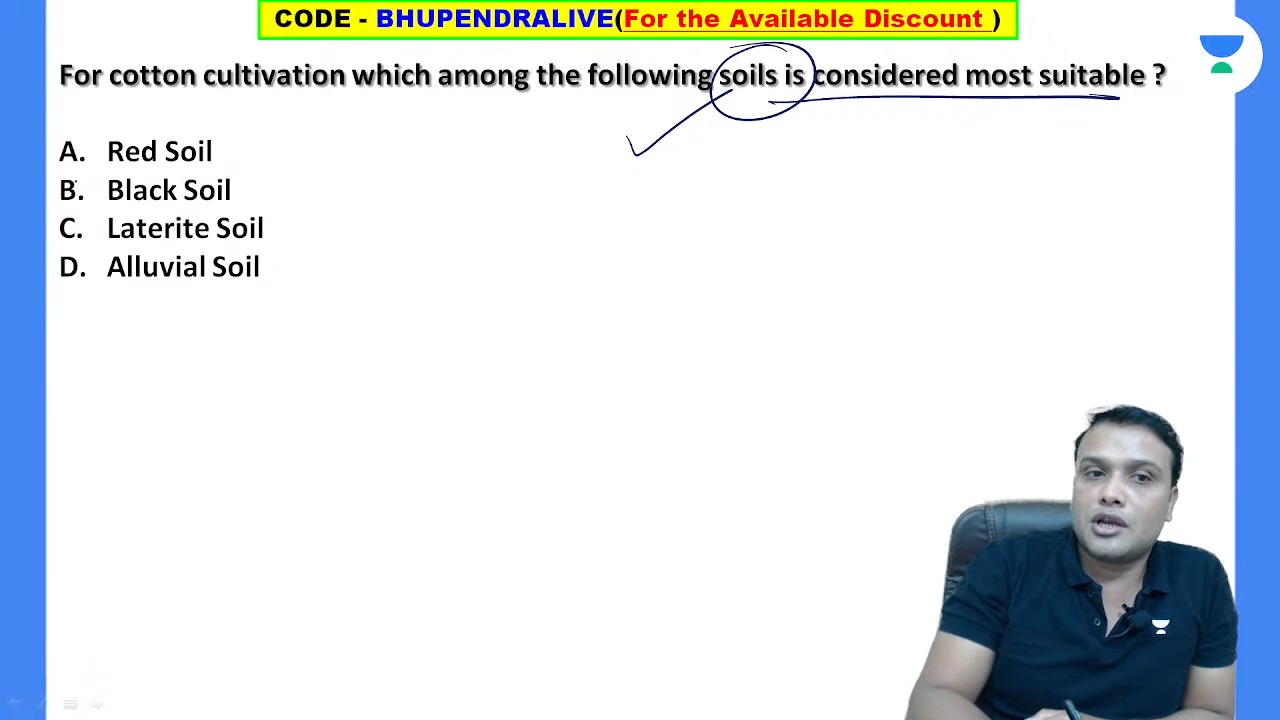 CODE - BHUPENDRALIVE(For the Available Discount )
For cotton cultivation which among the following soils is considered most suitable ?
A. Red Soil
B. Black Soil
C. Laterite Soil
D. Alluvial Soil